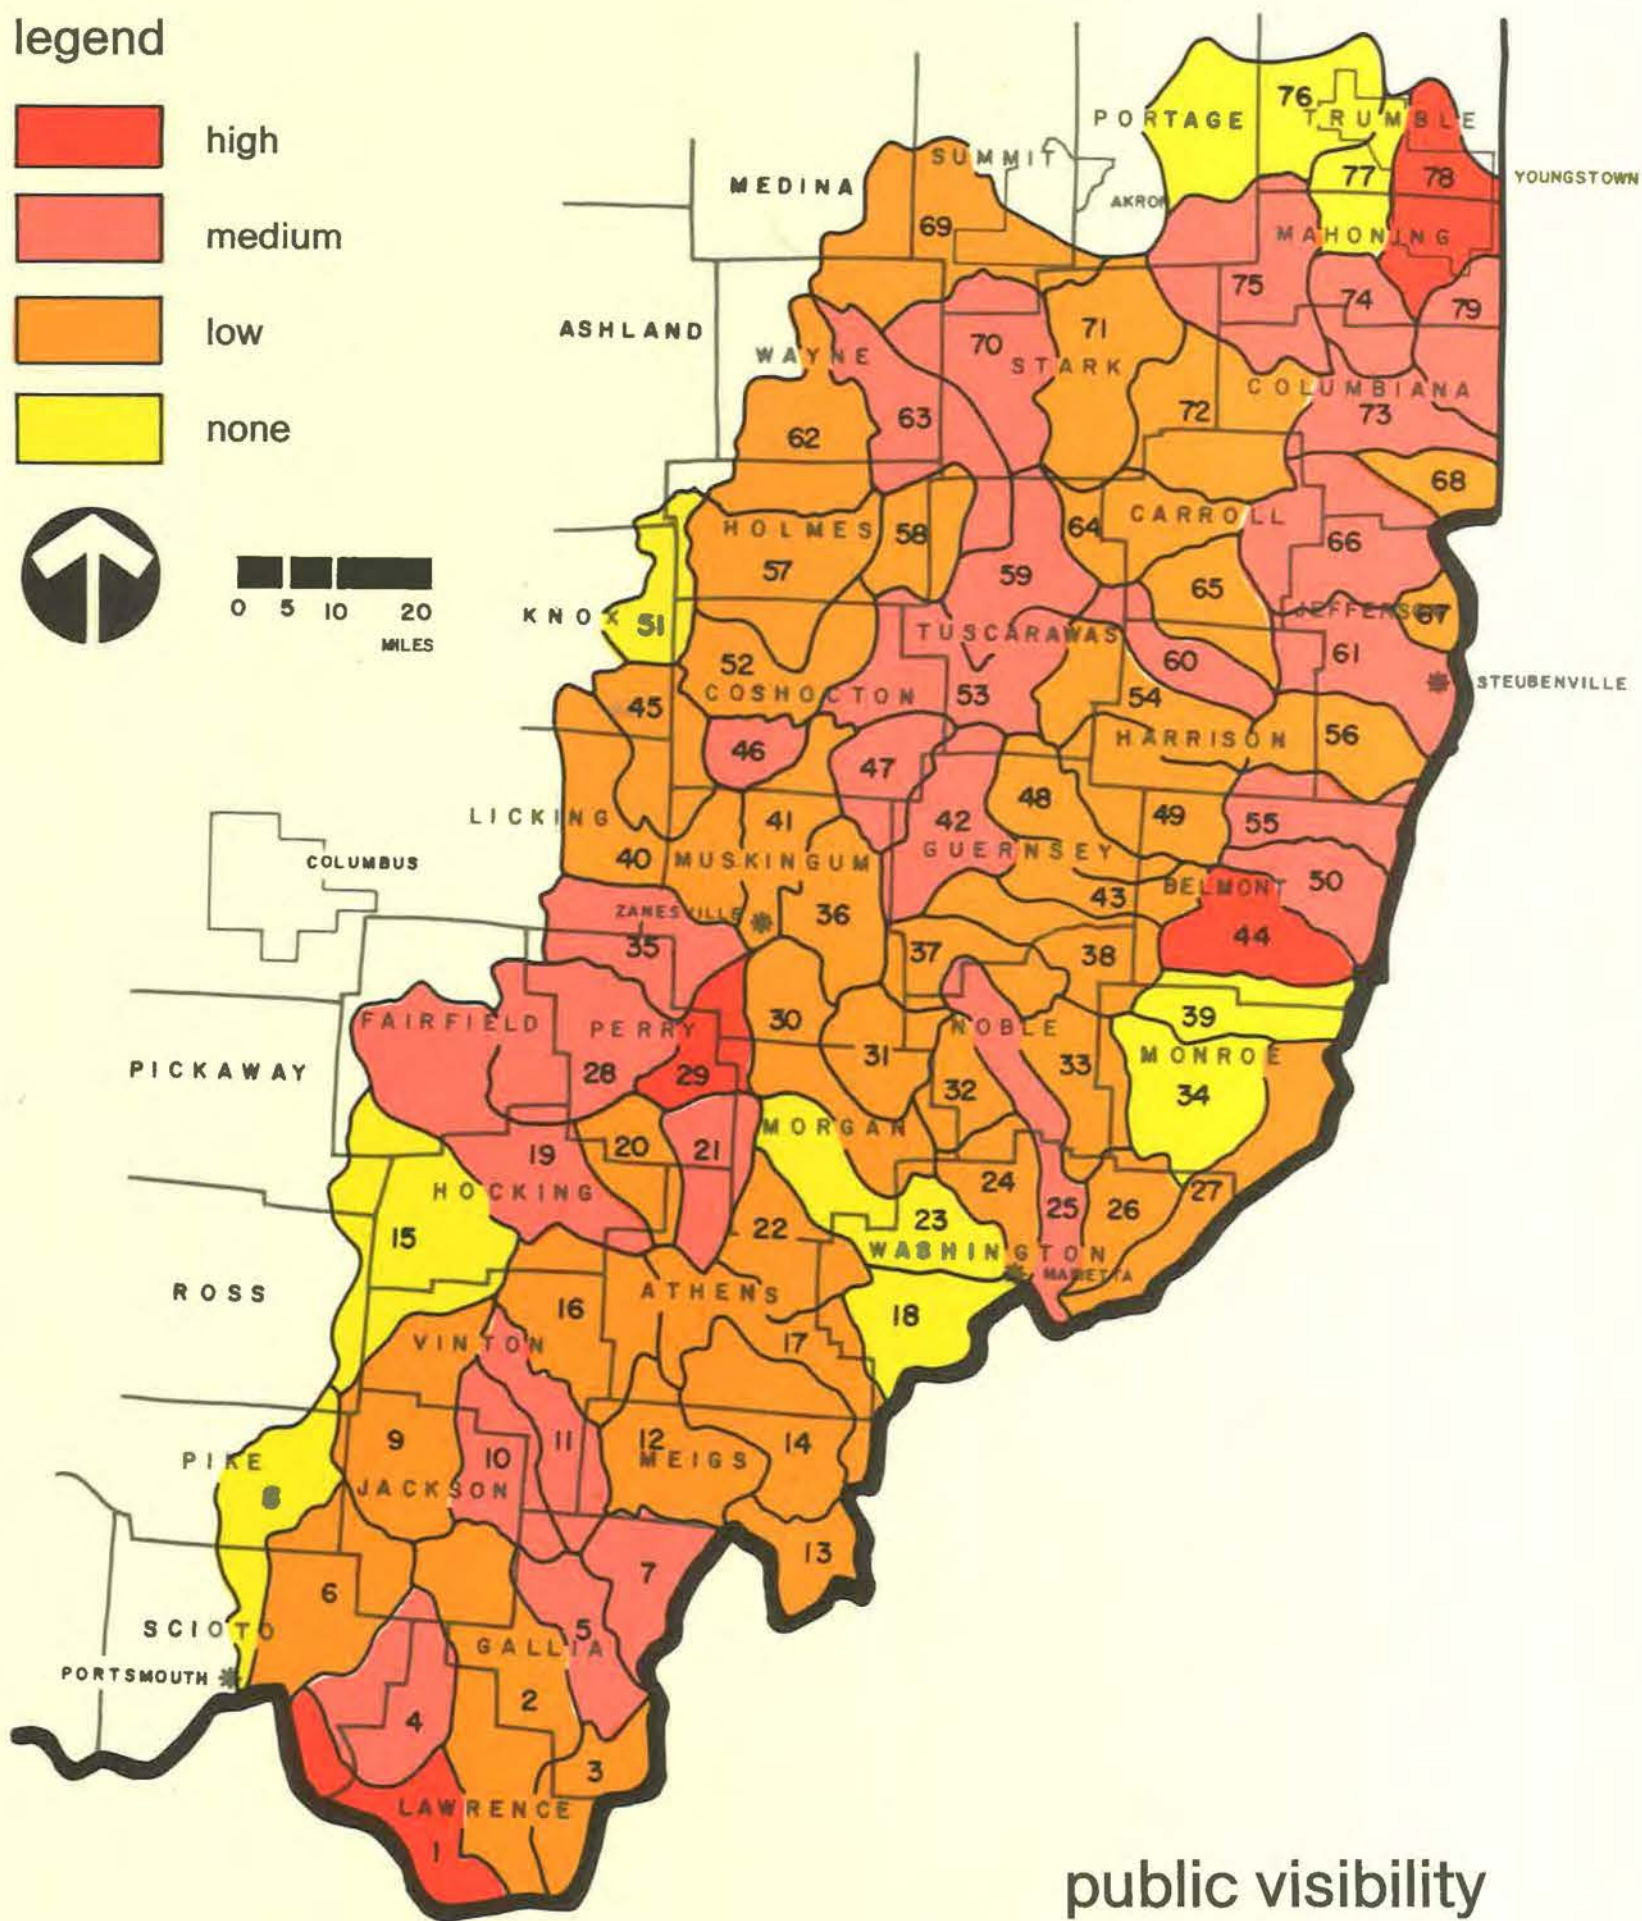 legend
high
medium
low
none
0 5 10 20
MILES
PORTAGE
76
TRUMBLE
SUMMIT
MEDINA
77
78
YOUNGSTOWN
AKRON
69
MAHONING
75
74
79
ASHLAND
70
71
WAYNE
STARK
COLUMBIANA
62
63
72
73
68
HOLMES
58
64
CARROLL
66
57
59
65
KNOX
51
TUSCARAWAS
JEFFERSON
67
52
60
61
STEUBENVILLE
45
COSHOCTON
53
54
46
47
HARRISON
56
48
LICKING
41
42
49
55
COLUMBUS
40
MUSKINGUM
GUERNSEY
43
BELMONT
50
ZANESVILLE
36
35
37
38
44
FAIRFIELD
PERRY
30
NOBLE
39
31
MONROE
PICKAWAY
28
29
32
33
34
MORGAN
19
20
21
24
HOCKING
25
26
27
15
22
23
WASHINGTON
MARIETTA
ROSS
ATHENS
16
18
VINTON
17
9
10
11
12
14
PIKE
MEIGS
8
JACKSON
13
6
7
SCIOTO
5
GALLIA
PORTSMOUTH
2
4
3
LAWRENCE
1
public visibility